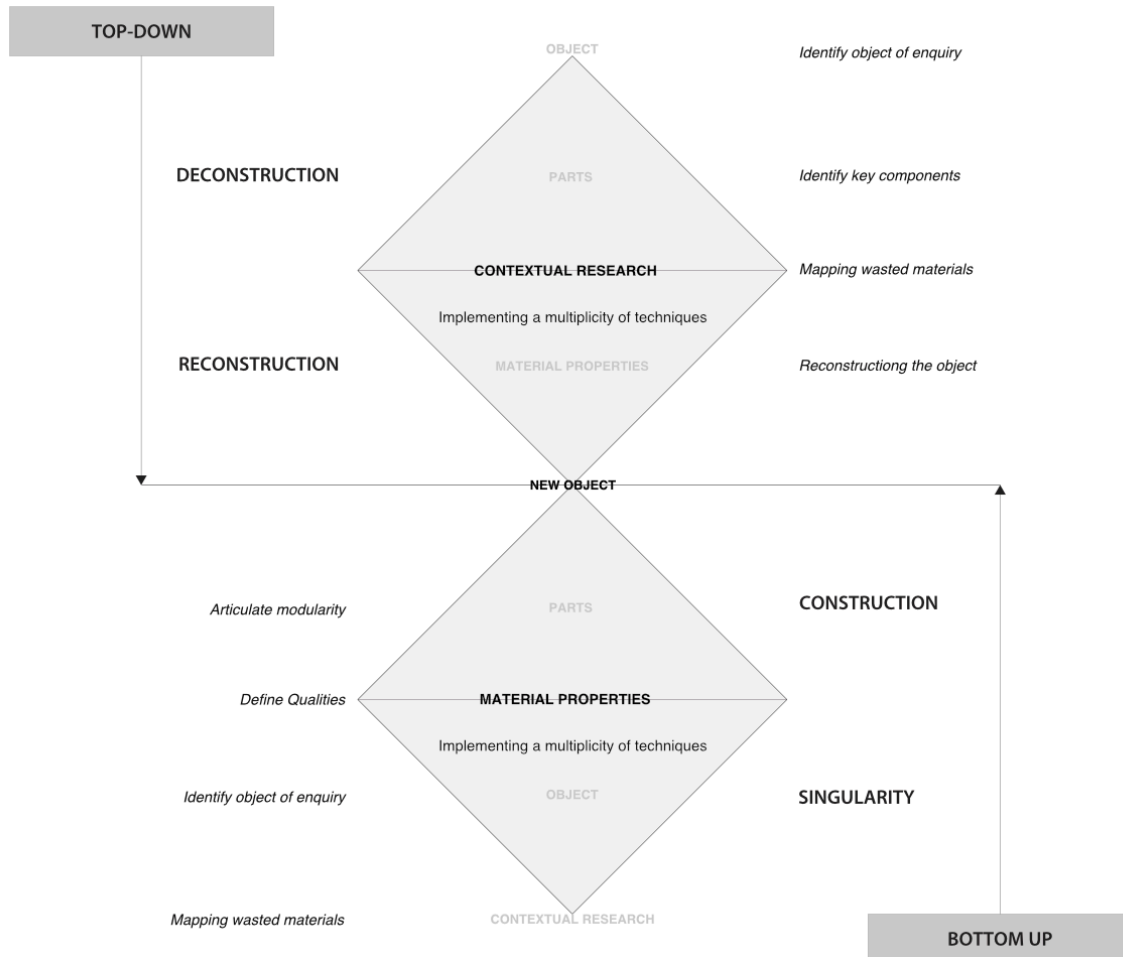 TOP-DOWN
OBJECT
Identify object of enquiry
DECONSTRUCTION
PARTS
Identify key components
CONTEXTUAL RESEARCH
Mapping wasted materials
Implementing a multiplicity of techniques
RECONSTRUCTION
MATERIAL PROPERTIES
Reconstructiong the object
NEW OBJECT
Articulate modularity
PARTS
CONSTRUCTION
Define Qualities
MATERIAL PROPERTIES
Implementing a multiplicity of techniques
Identify object of enquiry
OBJECT
SINGULARITY
Mapping wasted materials
CONTEXTUAL RESEARCH
BOTTOM UP